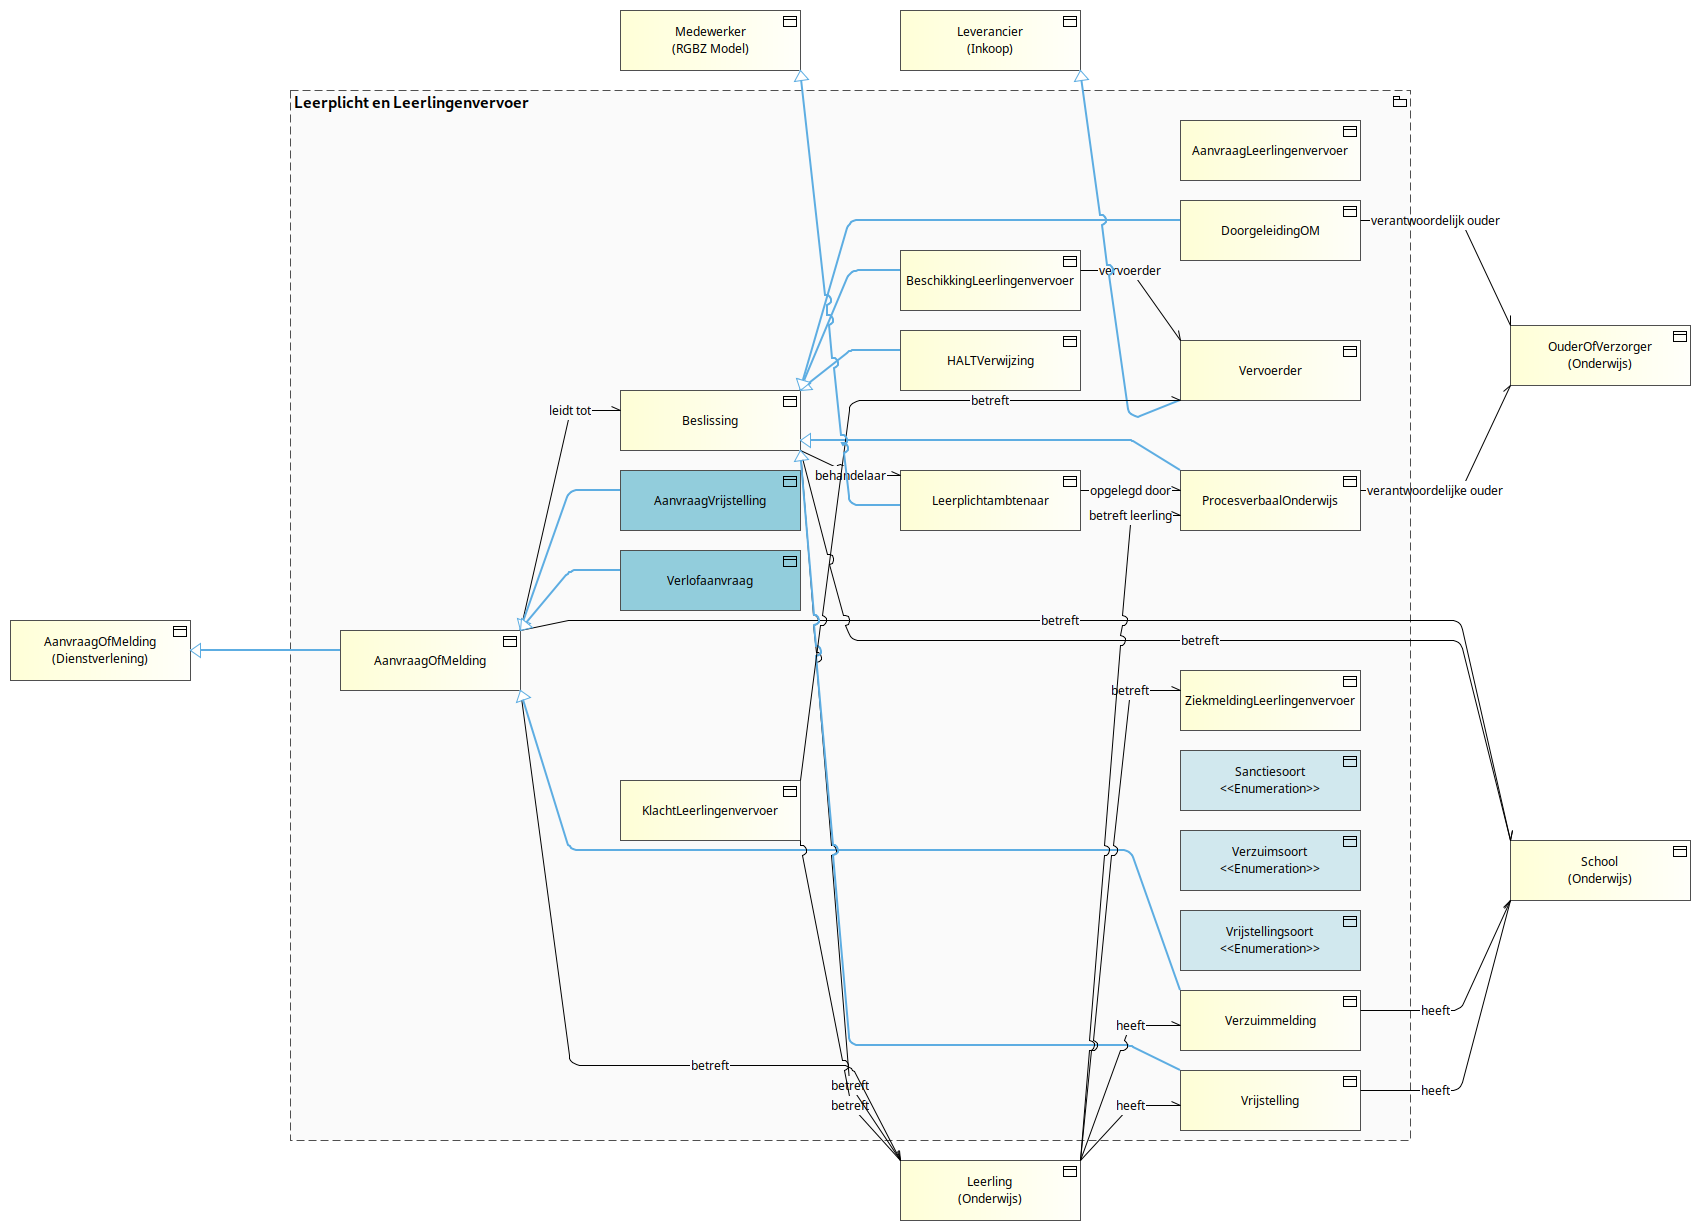 Medewerker
(RGBZ Model)
Leverancier
(Inkoop)
Leerplicht en Leerlingenvervoer
AanvraagLeerlingenvervoer
DoorgeleidingOM
verantwoordelijk ouder
BeschikkingLeerlingenvervoer
vervoerder
HALTVerwijzing
Vervoerder
OuderOfVerzorger
(Onderwijs)
betreft
leidt tot
Beslissing
behandelaar
AanvraagVrijstelling
Leerplichtambtenaar
opgelegd door
ProcesverbaalOnderwijs
verantwoordelijke ouder
betreft leerling
Verlofaanvraag
betreft
betreft
AanvraagOfMelding
(Dienstverlening)
AanvraagOfMelding
betreft
ZiekmeldingLeerlingenvervoer
Sanctiesoort
<<Enumeration>>
KlachtLeerlingenvervoer
Verzuimsoort
<<Enumeration>>
School
(Onderwijs)
Vrijstellingsoort
<<Enumeration>>
heeft
Verzuimmelding
heeft
betreft
betreft
betreft
heeft
Vrijstelling
heeft
Leerling
(Onderwijs)